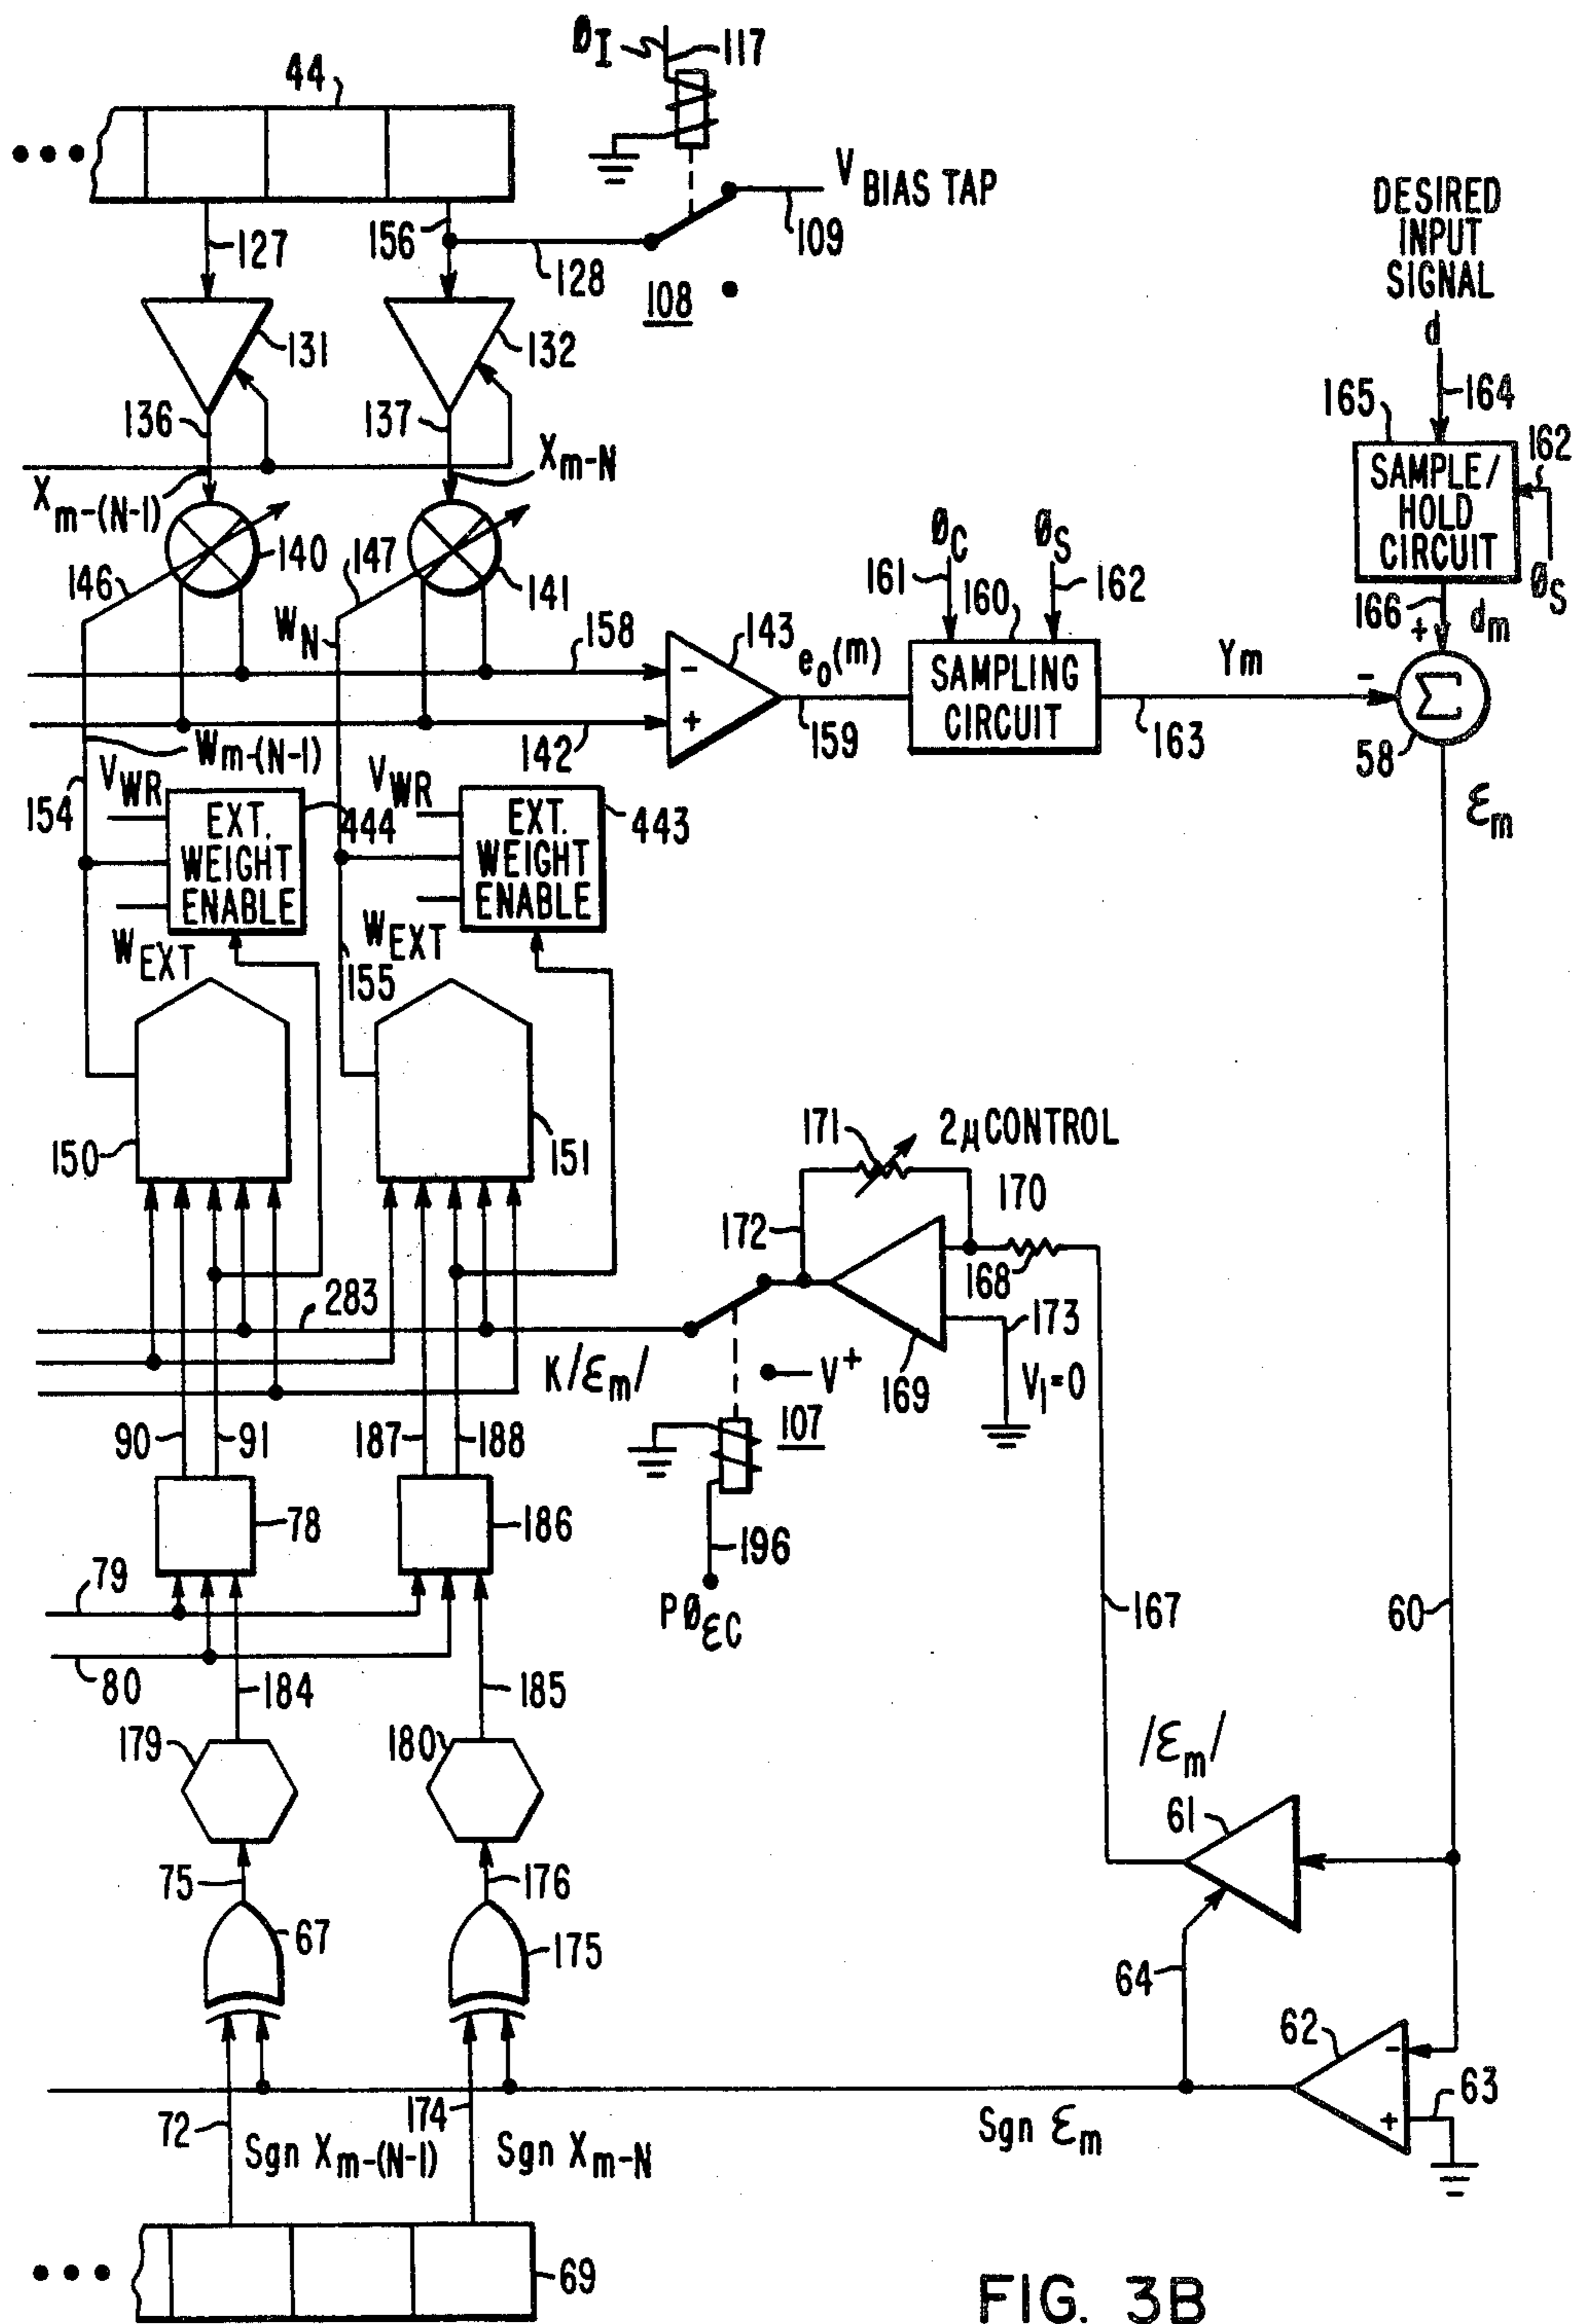 ØI
117
44
V BIAS TAP
109
127
156
128
108
DESIRED
INPUT
SIGNAL
d
164
165
162
SAMPLE/
HOLD
CIRCUIT
ØS
166
dm
+
131
132
136
137
Xm-(N-1)
Xm-N
140
141
146
147
WN
ØC
ØS
161
160
162
158
143
e₀(m)
SAMPLING
CIRCUIT
Ym
-
Σ
58
-
+
159
163
142
Wm-(N-1)
εm
154
VWR
EXT.
WEIGHT
ENABLE
444
VWR
EXT.
WEIGHT
ENABLE
443
WEXT
WEXT
155
150
151
171
2µ CONTROL
170
172
168
173
V1=0
169
283
K/εm/
V+
107
90
91
187
188
78
186
196
PØεC
79
80
184
185
167
60
179
180
/εm/
61
75
176
67
175
64
62
-
+
63
72
174
Sgn Xm-(N-1)
Sgn Xm-N
Sgn εm
69
FIG. 3B